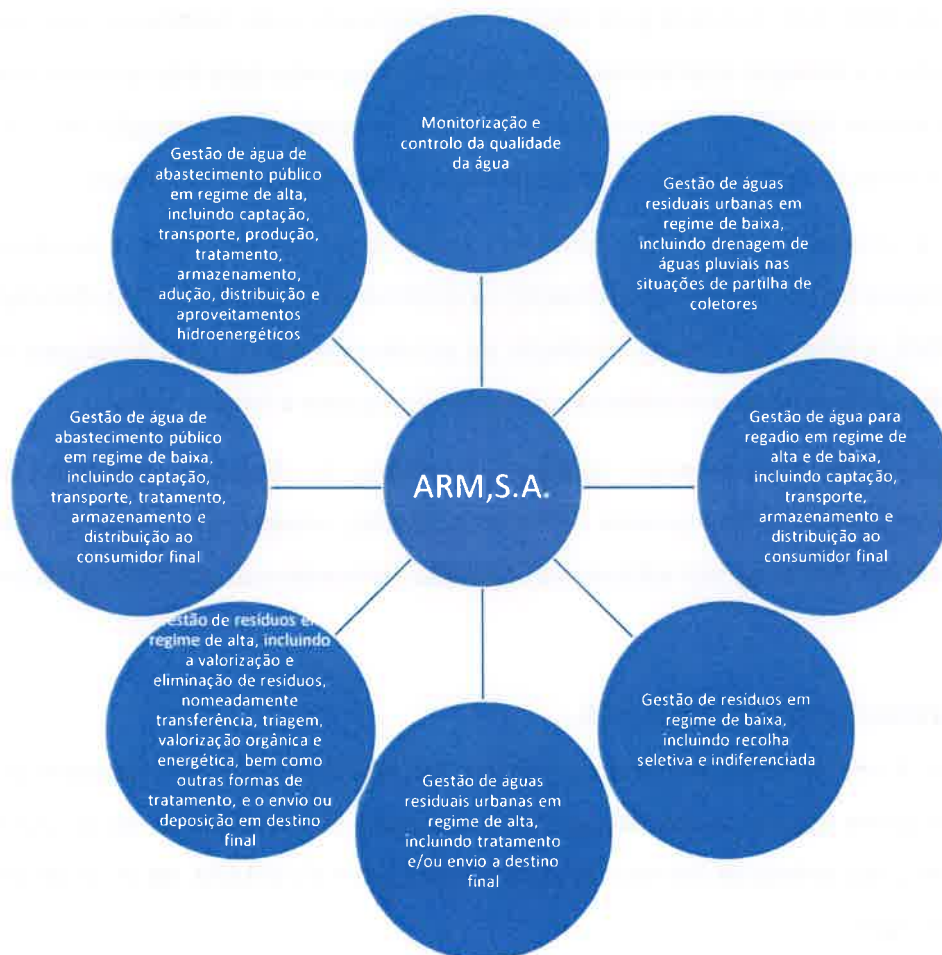 Monitorização e
controlo da qualidade
da água
Gestão de água de
abastecimento público
em regime de alta,
incluindo captação,
transporte, produção,
tratamento,
armazenamento,
adução, distribuição e
aproveitamentos
hidroenergéticos
Gestão de águas
residuais urbanas em
regime de baixa,
incluindo drenagem de
águas pluviais nas
situações de partilha de
coletores
Gestão de água de
abastecimento público
em regime de baixa,
incluindo captação,
transporte, tratamento,
armazenamento e
distribuição ao
consumidor final
ARM,S.A.
Gestão de água para
regadio em regime de
alta e de baixa,
incluindo captação,
transporte,
armazenamento e
distribuição ao
consumidor final
de resíduos
regime de alta, incluindo
a valorização e
eliminação de resíduos,
nomeadamente
transferência, triagem,
valorização orgânica e
energética, bem como
outras formas de
tratamento, e o envio ou
deposição em destino
final
Gestão de águas
residuais urbanas em
regime de alta,
incluindo tratamento
e/ou envio a destino
final
Gestão de resíduos em
regime de baixa,
incluindo recolha
seletiva e indiferenciada